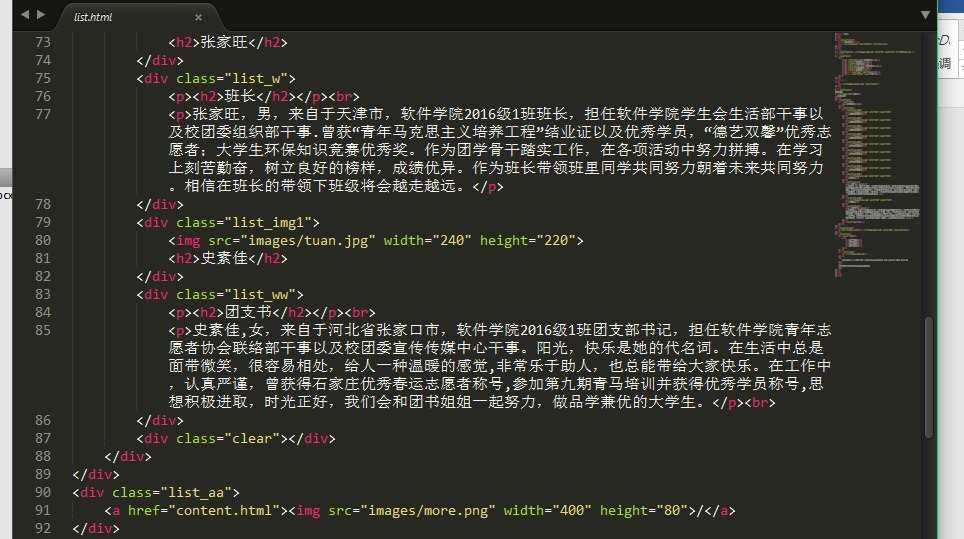 list.html
73 <h2>张家旺</h2>
74 </div>
75 <div class="list_w">
76 <p><h2>班长</h2></p><br>
77 <p>张家旺，男，来自于天津市，软件学院2016级1班班长，担任软件学院学生会生活部干事以
及校团委组织部干事.曾获“青年马克思主义培养工程”结业证以及优秀学员，“德艺双馨”优秀志
愿者；大学生环保知识竞赛优秀奖。作为团学骨干踏实工作，在各项活动中努力拼搏。在学习
上刻苦勤奋，树立良好的榜样，成绩优异。作为班长带领班里同学共同努力朝着未来共同努力
。相信在班长的带领下班级将会越走越远。</p>
78 </div>
79 <div class="list_img1">
80 <img src="images/tuan.jpg" width="240" height="220">
81 <h2>史素佳</h2>
82 </div>
83 <div class="list_ww">
84 <p><h2>团支书</h2></p><br>
85 <p>史素佳,女，来自于河北省张家口市，软件学院2016级1班团支部书记，担任软件学院青年志
愿者协会联络部干事以及校团委宣传传媒中心干事。阳光，快乐是她的代名词。在生活中总是
面带微笑，很容易相处，给人一种温暖的感觉,非常乐于助人，也总能带给大家快乐。在工作中
，认真严谨，曾获得石家庄优秀春运志愿者称号,参加第九期青马培训并获得优秀学员称号,思
想积极进取，时光正好，我们会和团书姐姐一起努力，做品学兼优的大学生。</p><br>
86 </div>
87 <div class="clear"></div>
88 </div>
89 </div>
90 <div class="list_aa">
91 <a href="content.html"><img src="images/more.png" width="400" height="80">/</a>
92 </div>